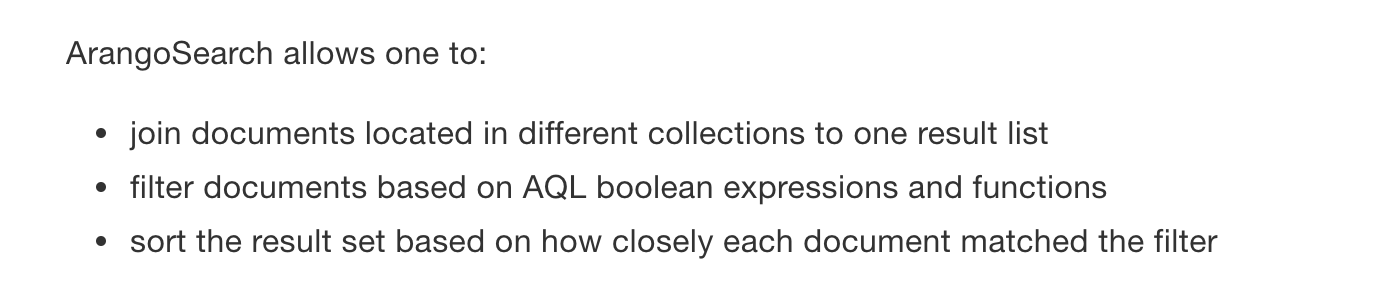 ArangoSearch allows one to:
• join documents located in different collections to one result list
• filter documents based on AQL boolean expressions and functions
• sort the result set based on how closely each document matched the filter